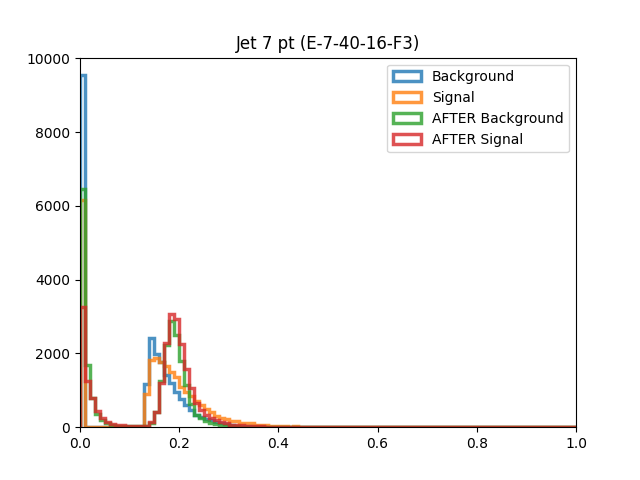 Jet 7 pt (E-7-40-16-F3)
10000
8000
6000
4000
2000
0
0.0
0.2
0.4
0.6
0.8
1.0
Background
Signal
AFTER Background
AFTER Signal